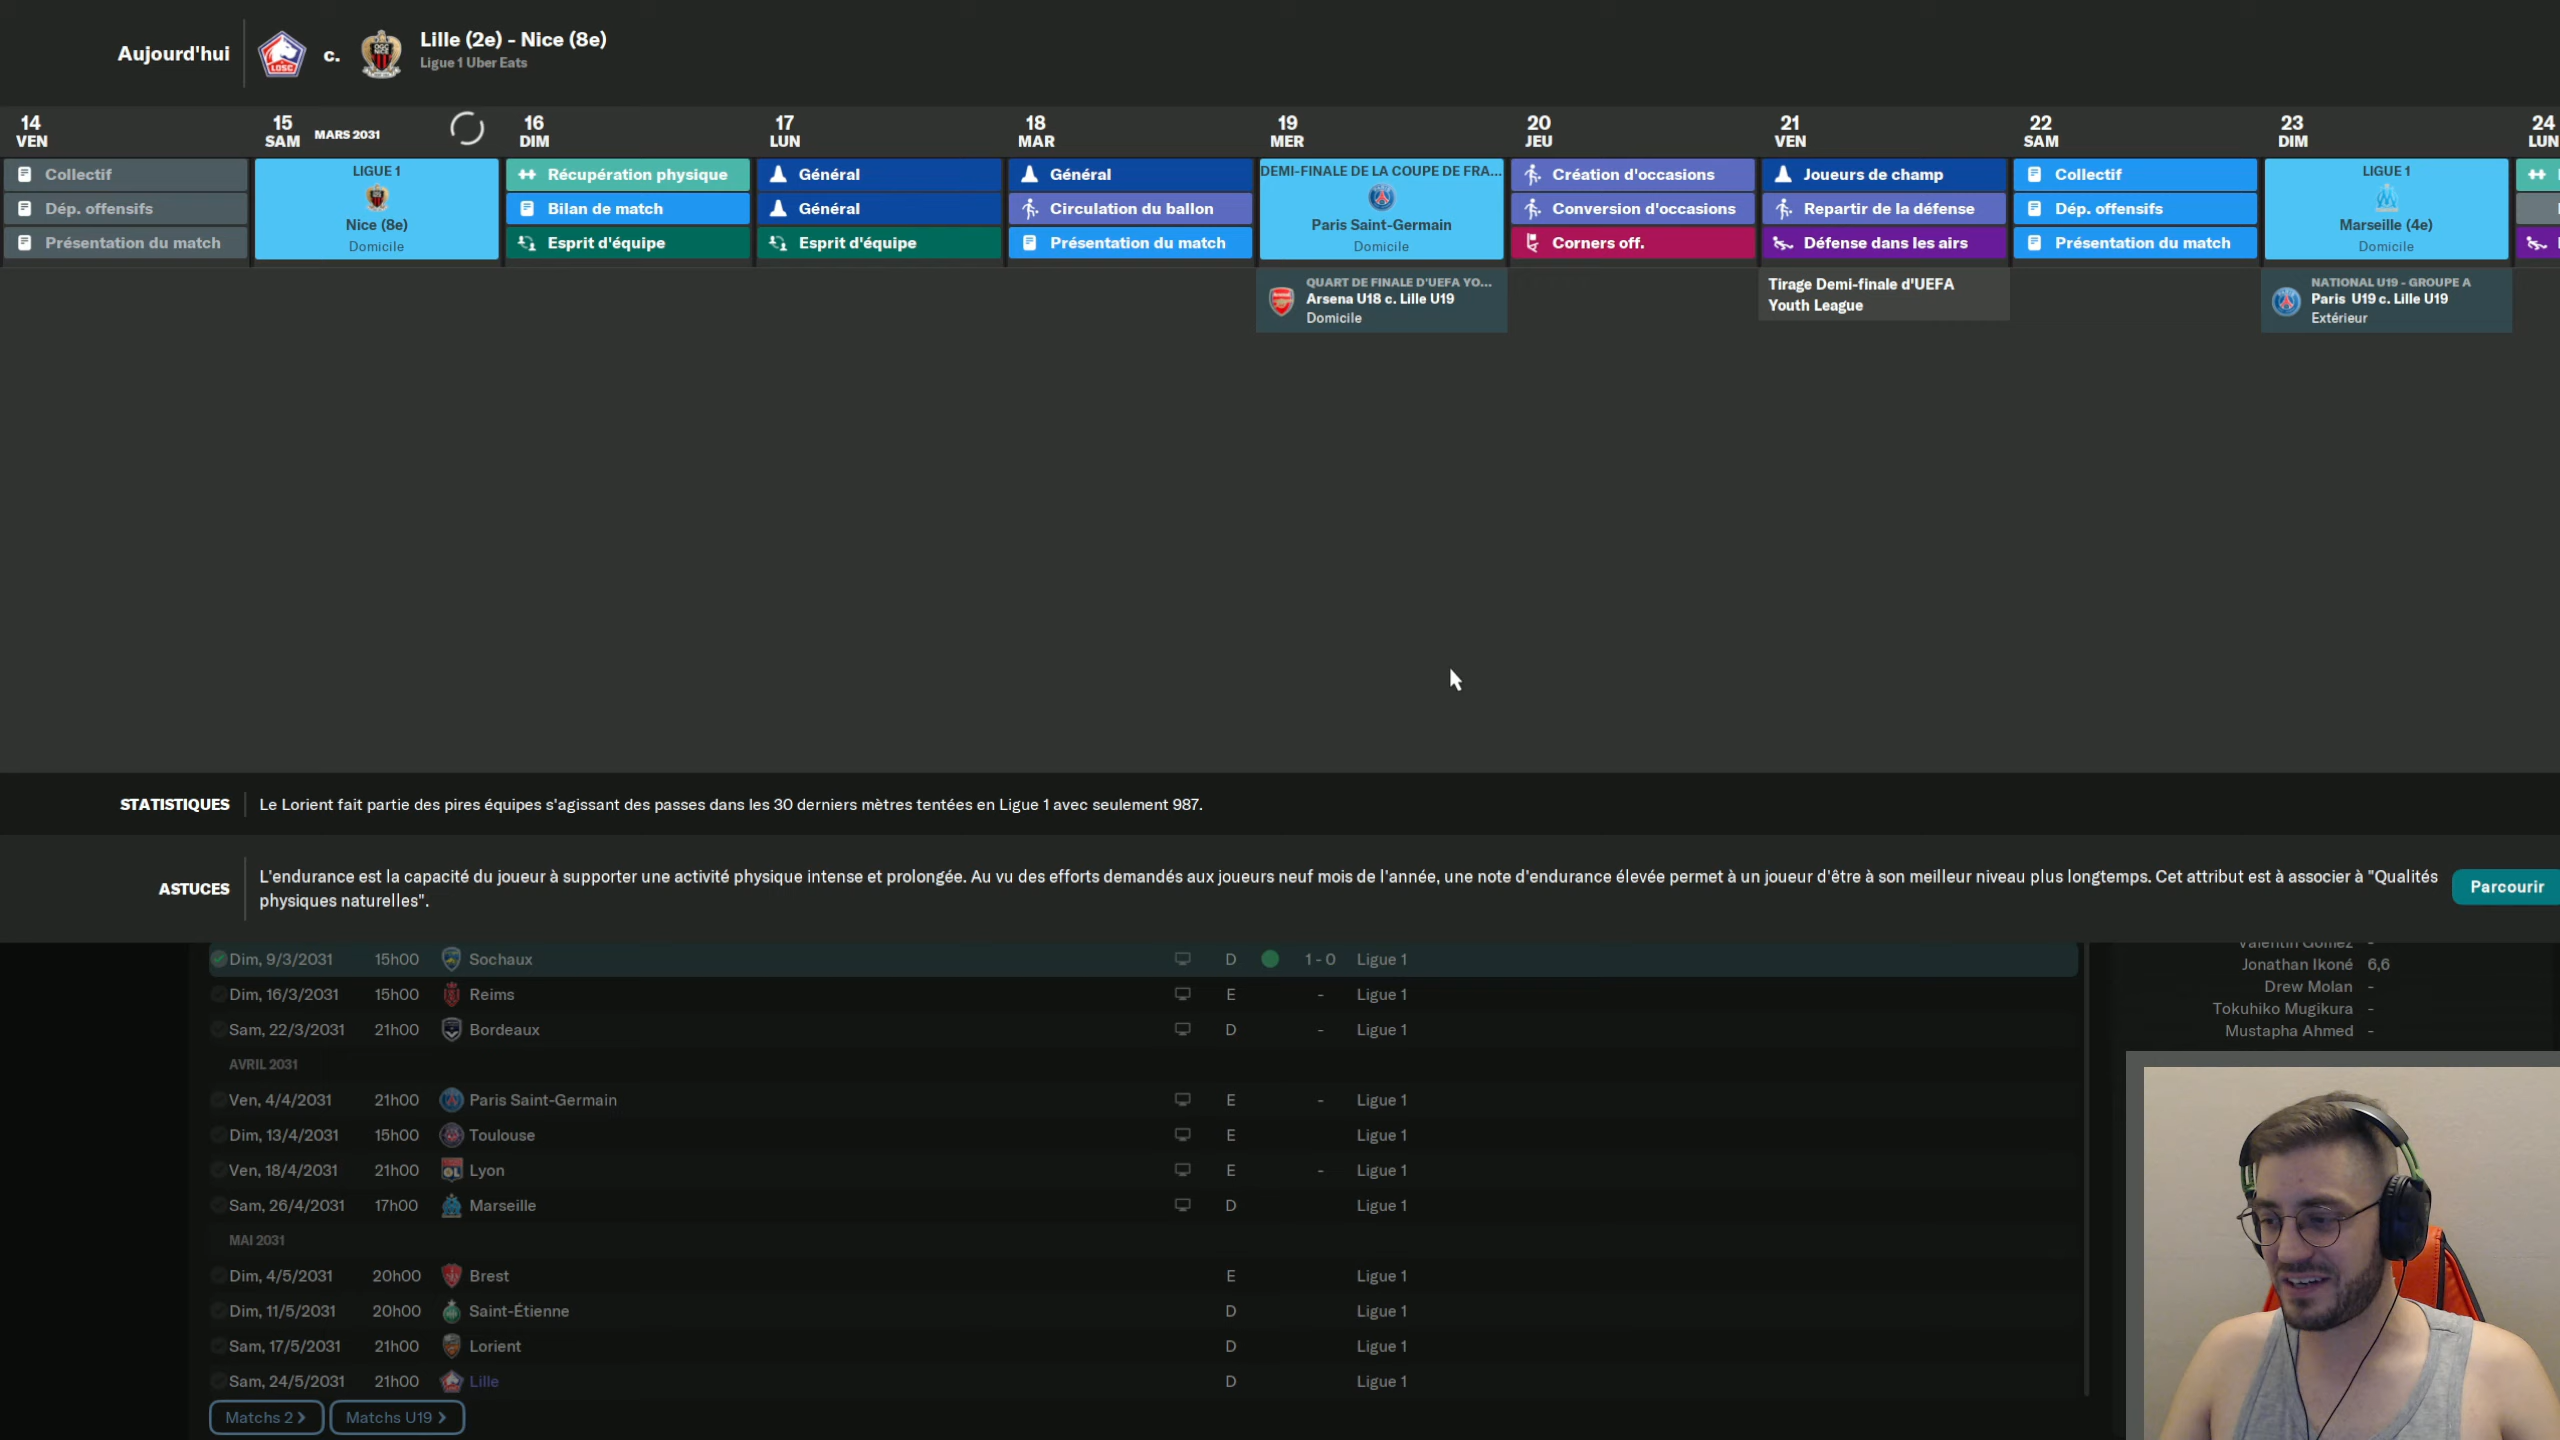 Aujourd'hui
c.
Lille (2e) - Nice (8e)
Ligue 1 Uber Eats
14
VEN
15
SAM
MARS 2031
16
DIM
17
LUN
18
MAR
19
MER
20
JEU
21
VEN
22
SAM
23
DIM
24
LUN
Collectif
Dép. offensifs
Présentation du match
LIGUE 1
Nice (8e)
Domicile
Récupération physique
Bilan de match
Esprit d'équipe
Général
Général
Esprit d'équipe
Général
Circulation du ballon
Présentation du match
DEMI-FINALE DE LA COUPE DE FRA...
Paris Saint-Germain
Domicile
Création d'occasions
Conversion d'occasions
Corners off.
Joueurs de champ
Repartir de la défense
Défense dans les airs
Collectif
Dép. offensifs
Présentation du match
LIGUE 1
Marseille (4e)
Domicile
QUART DE FINALE D'UEFA YO...
Arsena U18 c. Lille U19
Domicile
Tirage Demi-finale d'UEFA
Youth League
NATIONAL U19 - GROUPE A
Paris U19 c. Lille U19
Extérieur
STATISTIQUES
Le Lorient fait partie des pires équipes s'agissant des passes dans les 30 derniers mètres tentées en Ligue 1 avec seulement 987.
ASTUCES
L'endurance est la capacité du joueur à supporter une activité physique intense et prolongée. Au vu des efforts demandés aux joueurs neuf mois de l'année, une note d'endurance élevée permet à un joueur d'être à son meilleur niveau plus longtemps. Cet attribut est à associer à "Qualités
physiques naturelles".
Parcourir
Dim, 9/3/2031 15h00 Sochaux D 1 - 0 Ligue 1
Dim, 16/3/2031 15h00 Reims E - Ligue 1
Sam, 22/3/2031 21h00 Bordeaux D - Ligue 1
AVRIL 2031
Ven, 4/4/2031 21h00 Paris Saint-Germain E - Ligue 1
Dim, 13/4/2031 15h00 Toulouse E Ligue 1
Ven, 18/4/2031 21h00 Lyon E - Ligue 1
Sam, 26/4/2031 17h00 Marseille D Ligue 1
MAI 2031
Dim, 4/5/2031 20h00 Brest E Ligue 1
Dim, 11/5/2031 20h00 Saint-Étienne D Ligue 1
Sam, 17/5/2031 21h00 Lorient D Ligue 1
Sam, 24/5/2031 21h00 Lille D Ligue 1
Matchs 2
Matchs U19
Valentin Gomez -
Jonathan Ikoné 6,6
Drew Molan -
Tokuhiko Mugikura -
Mustapha Ahmed -